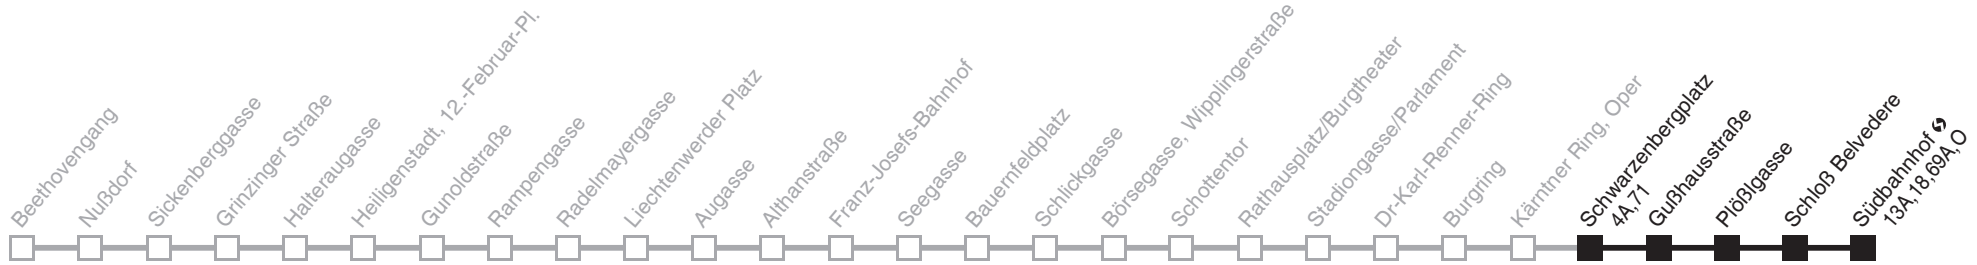 Beethovengang
Nußdorf
Sickenberggasse
Grinzinger Straße
Halteraugasse
Heiligenstadt, 12.-Februar-Pl.
Gunoldstraße
Rampengasse
Radelmayergasse
Liechtenwerder Platz
Augasse
Althanstraße
Franz-Josefs-Bahnhof
Seegasse
Bauernfeldplatz
Schlickgasse
Börsegasse, Wipplingerstraße
Schottentor
Rathausplatz/Burgtheater
Stadiongasse/Parlament
Dr-Karl-Renner-Ring
Burgring
Kärntner Ring, Oper
Schwarzenbergplatz
4A,71
Gußhausstraße
Plößlgasse
Schloß Belvedere
Südbahnhof
13A,18,69A,O